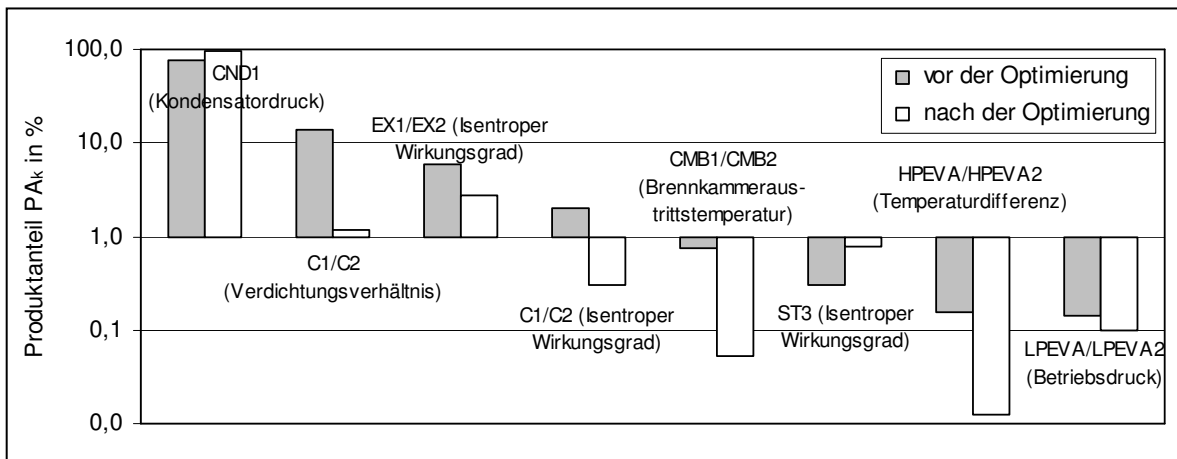 Produktanteil PAk in %
100,0
10,0
1,0
0,1
0,0
vor der Optimierung
nach der Optimierung
CND1
(Kondensatordruck)
C1/C2
(Verdichtungsverhältnis)
EX1/EX2 (Isentroper
Wirkungsgrad)
C1/C2 (Isentroper
Wirkungsgrad)
CMB1/CMB2
(Brennkammeraus-
trittstemperatur)
ST3 (Isentroper
Wirkungsgrad)
HPEVA/HPEVA2
(Temperaturdifferenz)
LPEVA/LPEVA2
(Betriebsdruck)